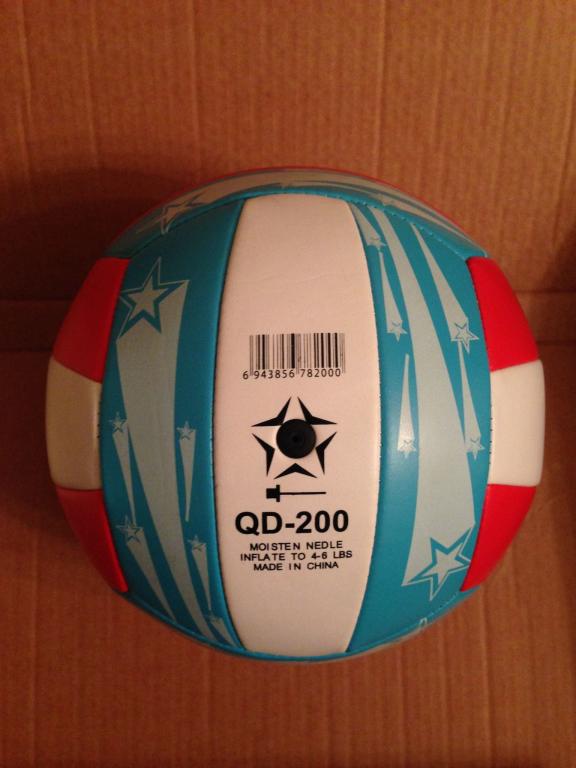 6 943856 782000
QD-200
MOISTEN NEDLE
INFLATE TO 4-6 LBS
MADE IN CHINA